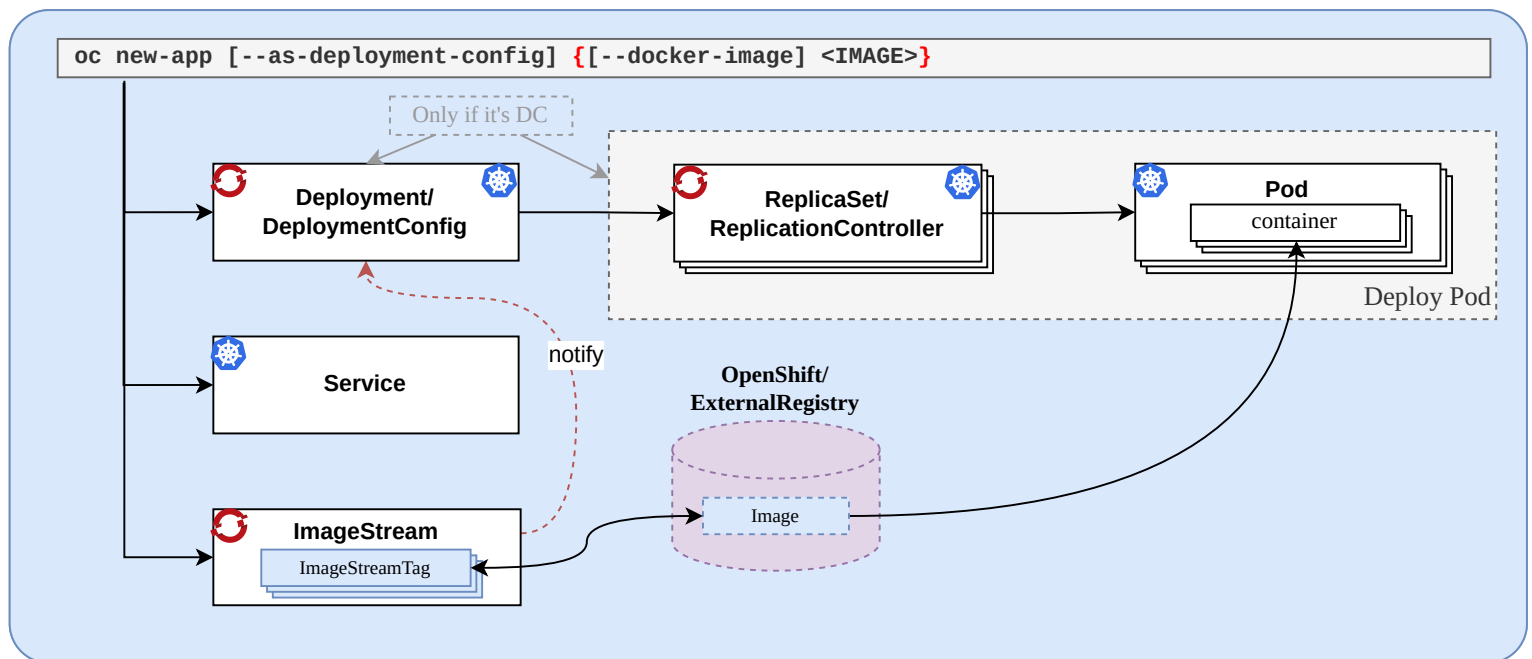 oc new-app [--as-deployment-config] {[--docker-image] <IMAGE>}
Only if it's DC
Deployment/
DeploymentConfig
ReplicaSet/
ReplicationController
Pod
container
Deploy Pod
notify
Service
OpenShift/
ExternalRegistry
Image
ImageStream
ImageStreamTag